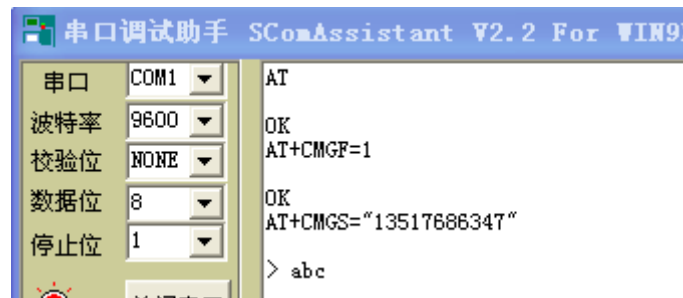 串口调试助手 SComAssistant V2.2 For WIN9
串口 COM1
波特率 9600
校验位 NONE
数据位 8
停止位 1
AT
OK
AT+CMGF=1
OK
AT+CMGS="13517686347"
> abc